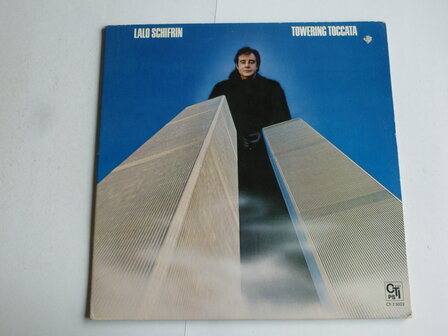 LALO SCHIFRIN
TOWERING TOCCATA
CTI